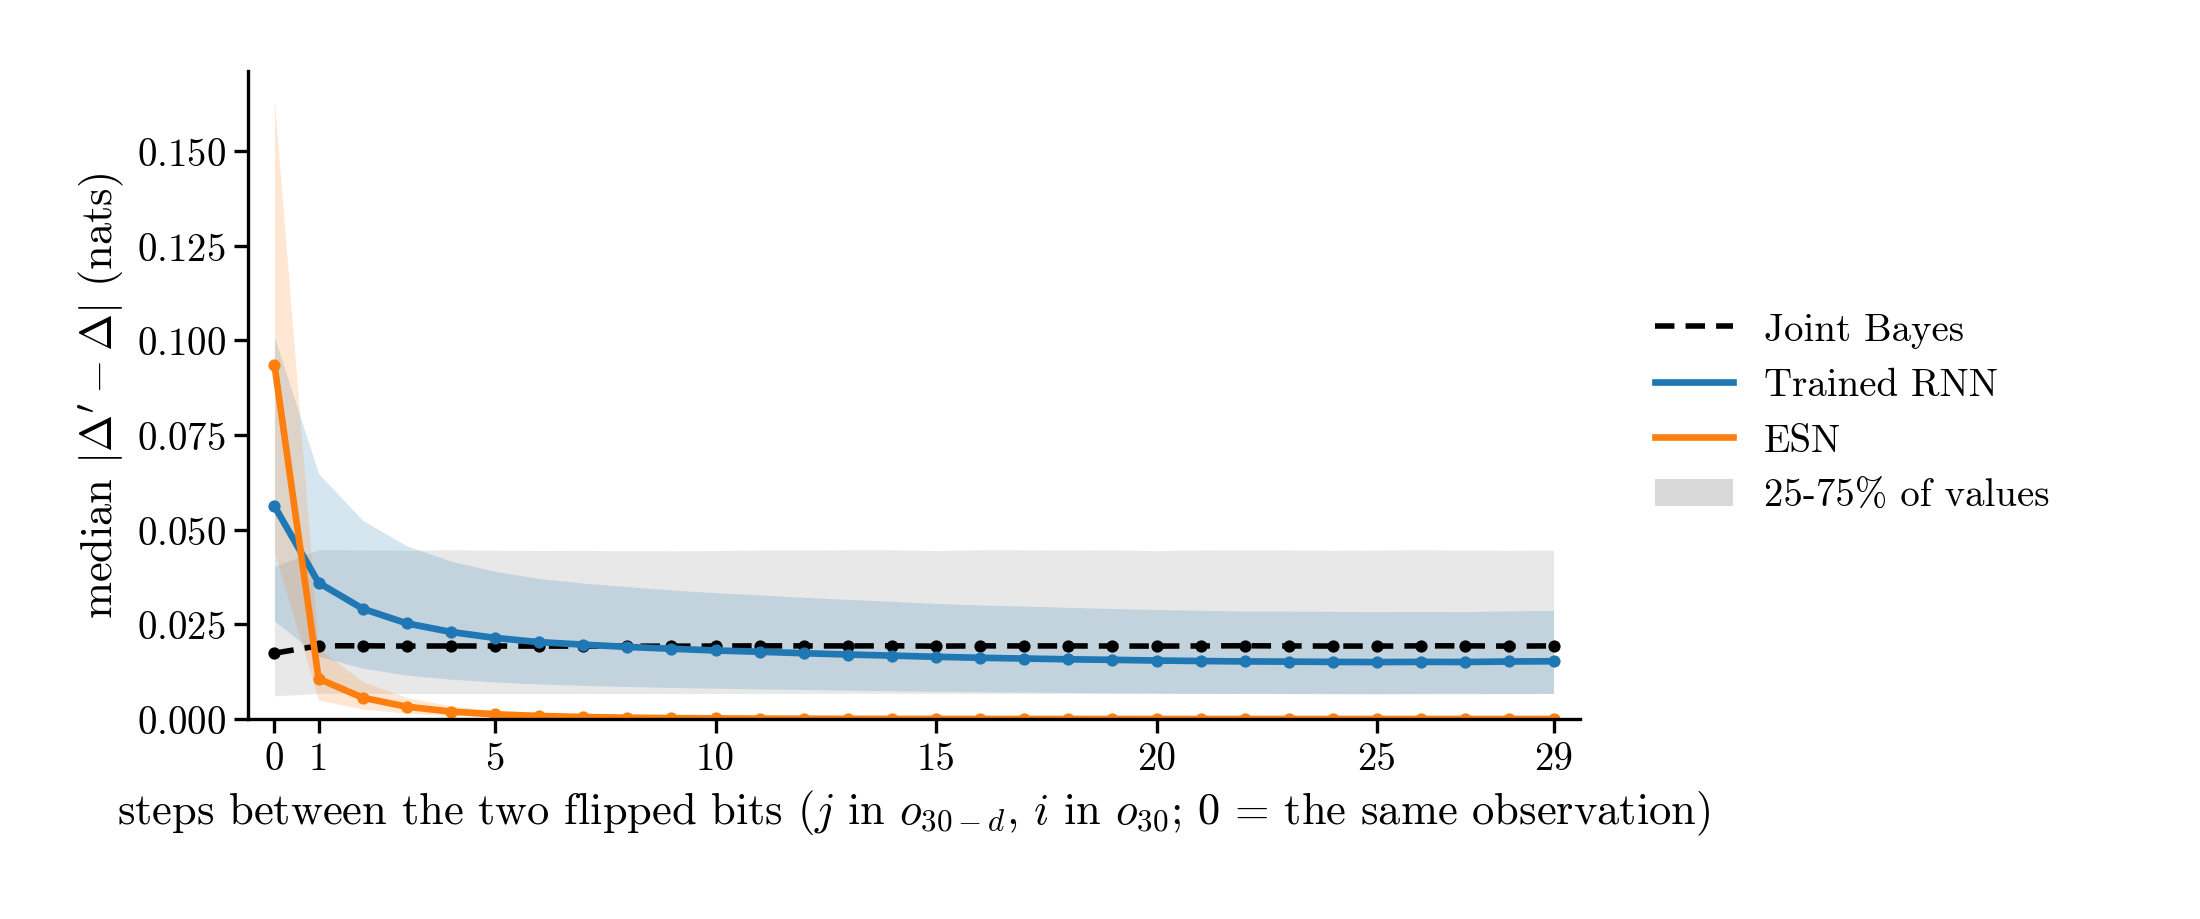 median |Δ′ − Δ| (nats)
0.150
0.125
0.100
0.075
0.050
0.025
0.000
0 1 5 10 15 20 25 29
steps between the two flipped bits (j in o₃₀₋d, i in o₃₀; 0 = the same observation)
Joint Bayes
Trained RNN
ESN
25-75% of values